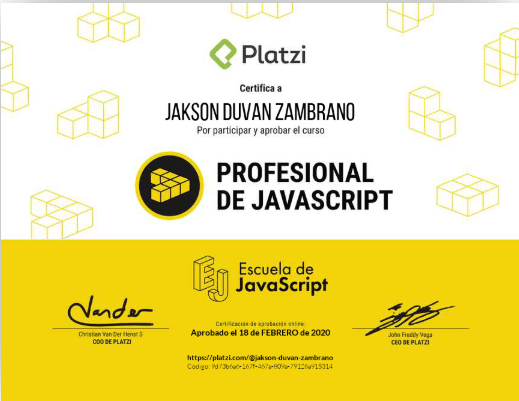 Platzi
Certifica a
JAKSON DUVAN ZAMBRANO
Por participar y aprobar el curso
PROFESIONAL
DE JAVASCRIPT
EJ
Escuela de
JavaScript
Certificación de aprobación online:
Aprobado el 18 de FEBRERO de 2020
Christian Van Der Henst S
COO DE PLATZI
John Freddy Vega
CEO DE PLATZI
https://platzi.com/@jakson-duvan-zambrano
Código: